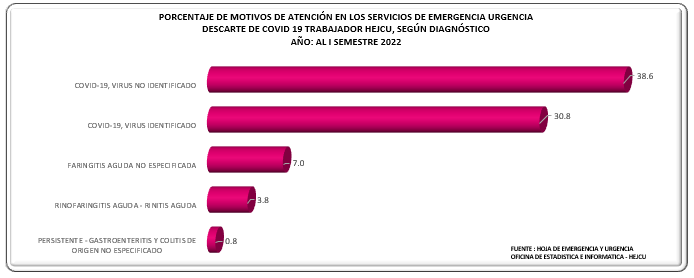 PORCENTAJE DE MOTIVOS DE ATENCIÓN EN LOS SERVICIOS DE EMERGENCIA URGENCIA
DESCARTE DE COVID 19 TRABAJADOR HEJCU, SEGÚN DIAGNÓSTICO
AÑO: AL I SEMESTRE 2022
COVID-19, VIRUS NO IDENTIFICADO
38.6
COVID-19, VIRUS IDENTIFICADO
30.8
FARINGITIS AGUDA NO ESPECIFICADA
7.0
RINOFARINGITIS AGUDA - RINITIS AGUDA
3.8
PERSISTENTE - GASTROENTERITIS Y COLITIS DE
ORIGEN NO ESPECIFICADO
0.8
FUENTE : HOJA DE EMERGENCIA Y URGENCIA
OFICINA DE ESTADISTICA E INFORMATICA - HEJCU